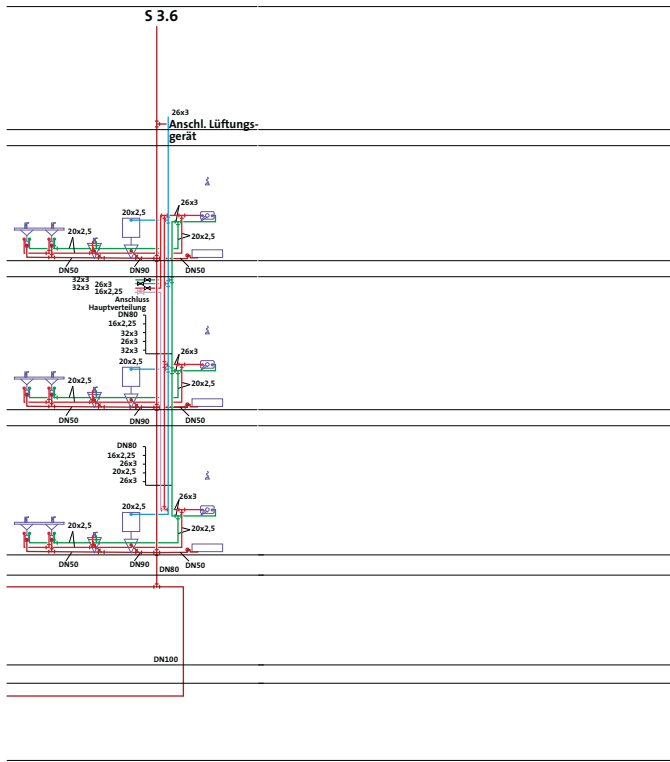 S 3.6
26x3
Anschl. Lüftungs-
gerät
20x2,5
26x3
20x2,5
20x2,5
DN50
DN90
DN50
32x3
26x3
32x3
16x2,25
Anschluss
Hauptverteilung
DN80
16x2,25
32x3
26x3
32x3
26x3
20x2,5
20x2,5
20x2,5
DN50
DN90
DN50
DN80
16x2,25
26x3
20x2,5
26x3
26x3
20x2,5
20x2,5
20x2,5
DN50
DN90
DN50
DN80
DN100